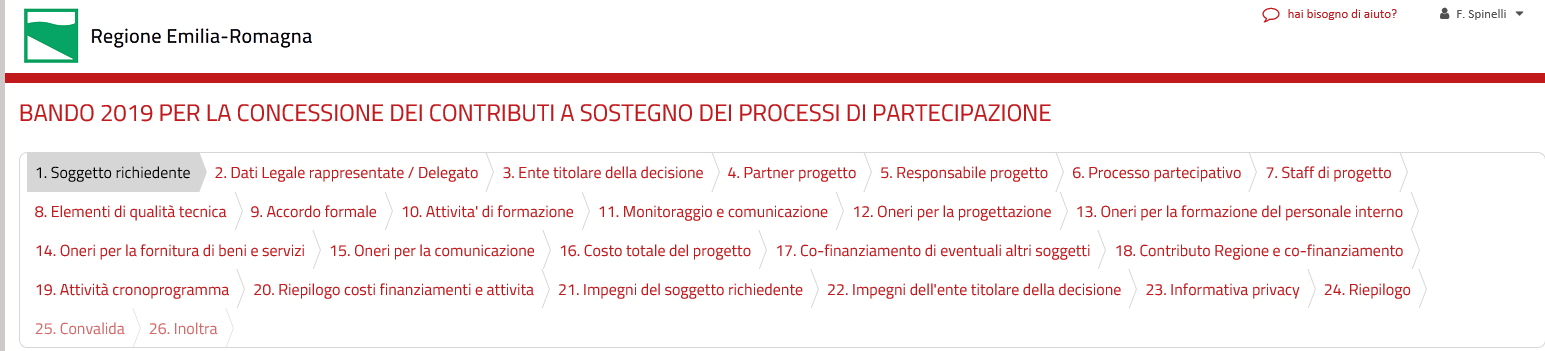 hai bisogno di aiuto?
F. Spinelli
Regione Emilia-Romagna
BANDO 2019 PER LA CONCESSIONE DEI CONTRIBUTI A SOSTEGNO DEI PROCESSI DI PARTECIPAZIONE
1. Soggetto richiedente 2. Dati Legale rappresentate / Delegato 3. Ente titolare della decisione 4. Partner progetto 5. Responsabile progetto 6. Processo partecipativo 7. Staff di progetto
8. Elementi di qualità tecnica 9. Accordo formale 10. Attivita' di formazione 11. Monitoraggio e comunicazione 12. Oneri per la progettazione 13. Oneri per la formazione del personale interno
14. Oneri per la fornitura di beni e servizi 15. Oneri per la comunicazione 16. Costo totale del progetto 17. Co-finanziamento di eventuali altri soggetti 18. Contributo Regione e co-finanziamento
19. Attività cronoprogramma 20. Riepilogo costi finanziamenti e attivita 21. Impegni del soggetto richiedente 22. Impegni dell'ente titolare della decisione 23. Informativa privacy 24. Riepilogo
25. Convalida 26. Inoltra